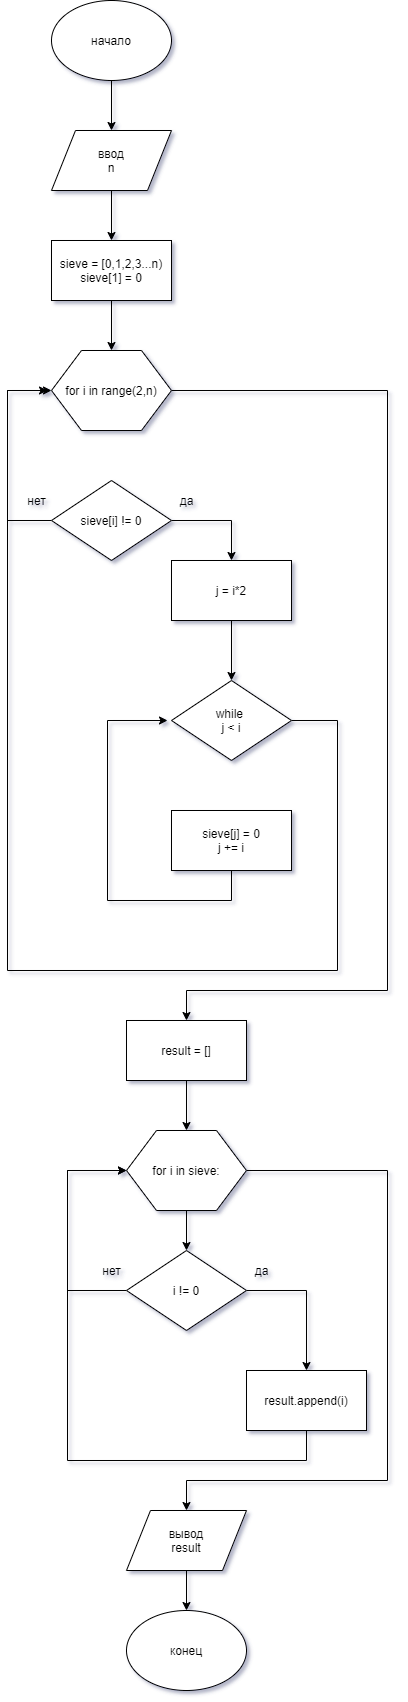 начало
ввод
n
sieve = [0,1,2,3...n)
sieve[1] = 0
for i in range(2,n)
нет
да
sieve[i] != 0
j = i*2
while
j < i
sieve[j] = 0
j += i
result = []
for i in sieve:
нет
да
i != 0
result.append(i)
вывод
result
конец